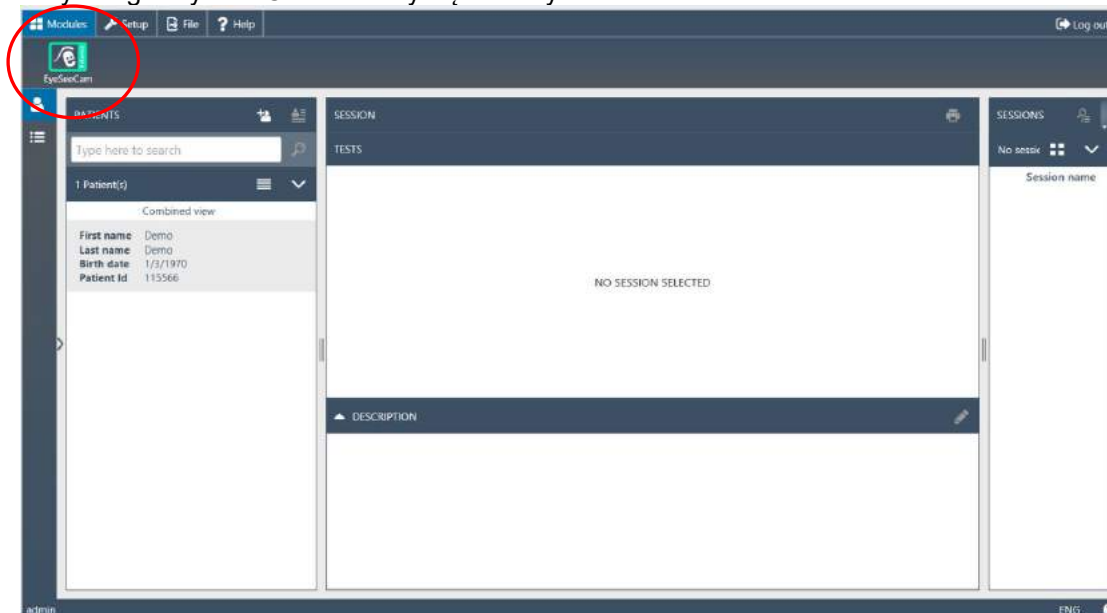 Modules Setup File ? Help Log out
EyeSeeCam
PATIENTS
Type here to search
1 Patient(s)
Combined view
First name Demo
Last name Demo
Birth date 1/3/1970
Patient Id 115566
SESSION
TESTS
NO SESSION SELECTED
DESCRIPTION
SESSIONS
No sessic
Session name
admin ENG